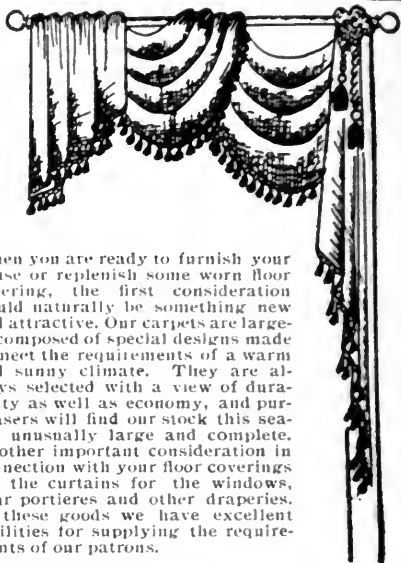 hen you are ready to furnish your
use or replenish some worn floor
ering, the first consideration
uld naturally be something new
l attractive. Our carpets are large-
composed of special designs made
meet the requirements of a warm
l sunny climate. They are al-
ys selected with a view of dura-
ty as well as economy, and pur-
asers will find our stock this sea-
unusually large and complete.
other important consideration in
nection with your floor coverings
the curtains for the windows,
ur portieres and other draperies.
these goods we have excellent
ilities for supplying the require-
nts of our patrons.